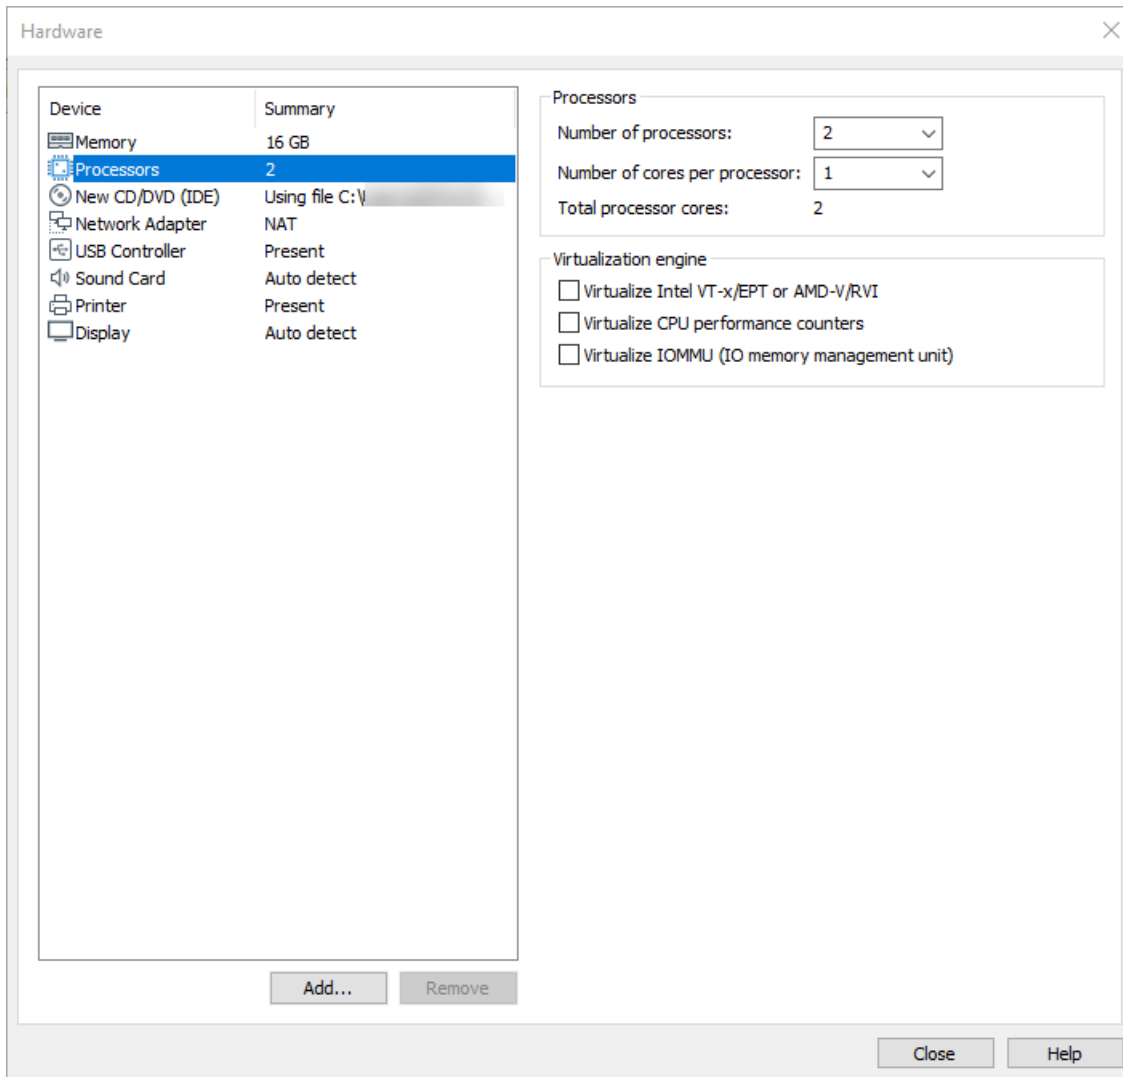 Hardware
Device Summary
Memory 16 GB
Processors 2
New CD/DVD (IDE) Using file C:\
Network Adapter NAT
USB Controller Present
Sound Card Auto detect
Printer Present
Display Auto detect
Add... Remove
Processors
Number of processors: 2
Number of cores per processor: 1
Total processor cores: 2
Virtualization engine
Virtualize Intel VT-x/EPT or AMD-V/RVI
Virtualize CPU performance counters
Virtualize IOMMU (IO memory management unit)
Close Help